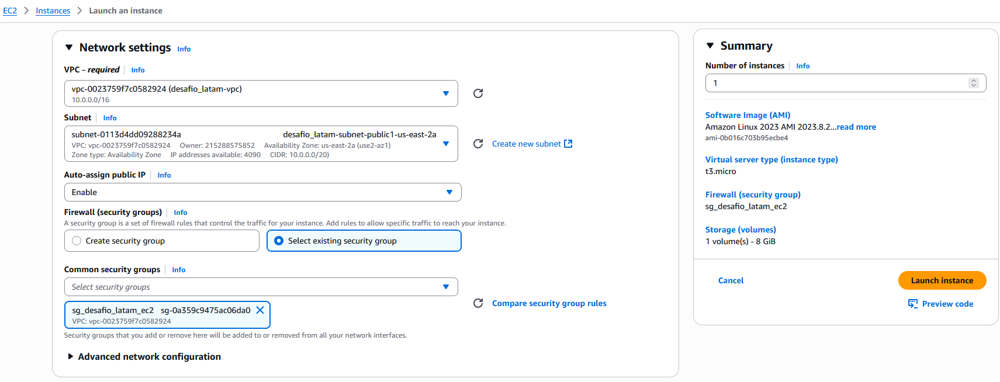 EC2 > Instances > Launch an instance
Network settings Info
VPC – required Info
vpc-0023759f7c0582924 (desafio_latam-vpc)
10.0.0.0/16
Subnet Info
subnet-0113d4dd09288234a desafio_latam-subnet-public1-us-east-2a
VPC: vpc-0023759f7c0582924 Owner: 215288575852 Availability Zone: us-east-2a (use2-az1)
Zone type: Availability Zone IP addresses available: 4090 CIDR: 10.0.0.0/20)
Create new subnet
Auto-assign public IP Info
Enable
Firewall (security groups) Info
A security group is a set of firewall rules that control the traffic for your instance. Add rules to allow specific traffic to reach your instance.
Create security group
Select existing security group
Common security groups Info
Select security groups
sg_desafio_latam_ec2 sg-0a359c9475ac06da0
VPC: vpc-0023759f7c0582924
Compare security group rules
Security groups that you add or remove here will be added to or removed from all your network interfaces.
Advanced network configuration
Summary
Number of instances Info
1
Software Image (AMI)
Amazon Linux 2023 AMI 2023.8.2...read more
ami-0b016c703b95ecbe4
Virtual server type (instance type)
t3.micro
Firewall (security group)
sg_desafio_latam_ec2
Storage (volumes)
1 volume(s) - 8 GiB
Cancel
Launch instance
Preview code